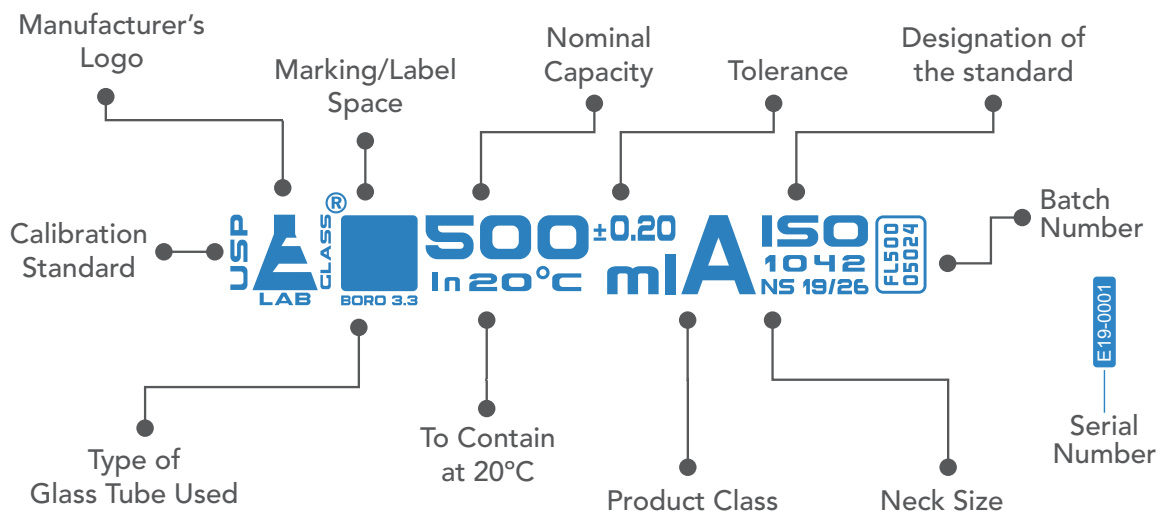 Manufacturer's
Logo
Marking/Label
Space
Nominal
Capacity
Tolerance
Designation of
the standard
Calibration
Standard
USP
LAB
GLASS®
BORO 3.3
500 ±0.20
In 20°C
ml
A
ISO
1042
NS 19/26
FL500
05024
Batch
Number
E19-0001
Serial
Number
Type of
Glass Tube Used
To Contain
at 20°C
Product Class
Neck Size